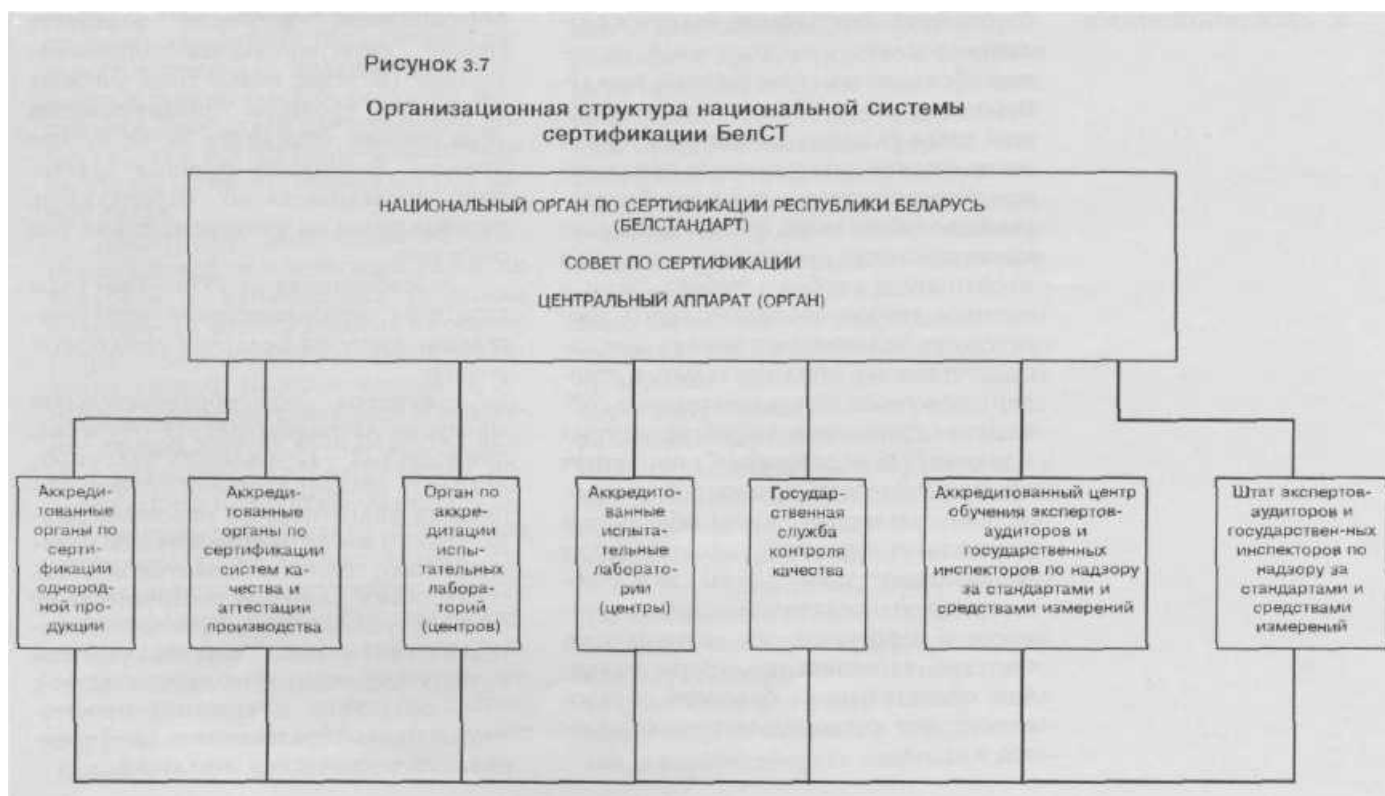 Рисунок 3.7
Организационная структура национальной системы
сертификации БелСТ
НАЦИОНАЛЬНЫЙ ОРГАН ПО СЕРТИФИКАЦИИ РЕСПУБЛИКИ БЕЛАРУСЬ
(БЕЛСТАНДАРТ)
СОВЕТ ПО СЕРТИФИКАЦИИ
ЦЕНТРАЛЬНЫЙ АППАРАТ (ОРГАН)
Аккреди-
тованные
органы по
серти-
фикации
однород-
ной про-
дукции
Аккреди-
тованные
органы по
сертификации
систем ка-
чества и
аттестации
производства
Орган по
аккре-
дитации
испы-
тательных
лабора-
торий
(центров)
Аккредито-
ванные
испыта-
тельные
лаборато-
рии
(центры)
Государ-
ственная
служба
контроля
качества
Аккредитованный центр
обучения экспертов-
аудиторов и
государственных
инспекторов по надзору
за стандартами и
средствами измерений
Штат экспертов-
аудиторов и
государствен-ных
инспекторов по
надзору за
стандартами и
средствами
измерений